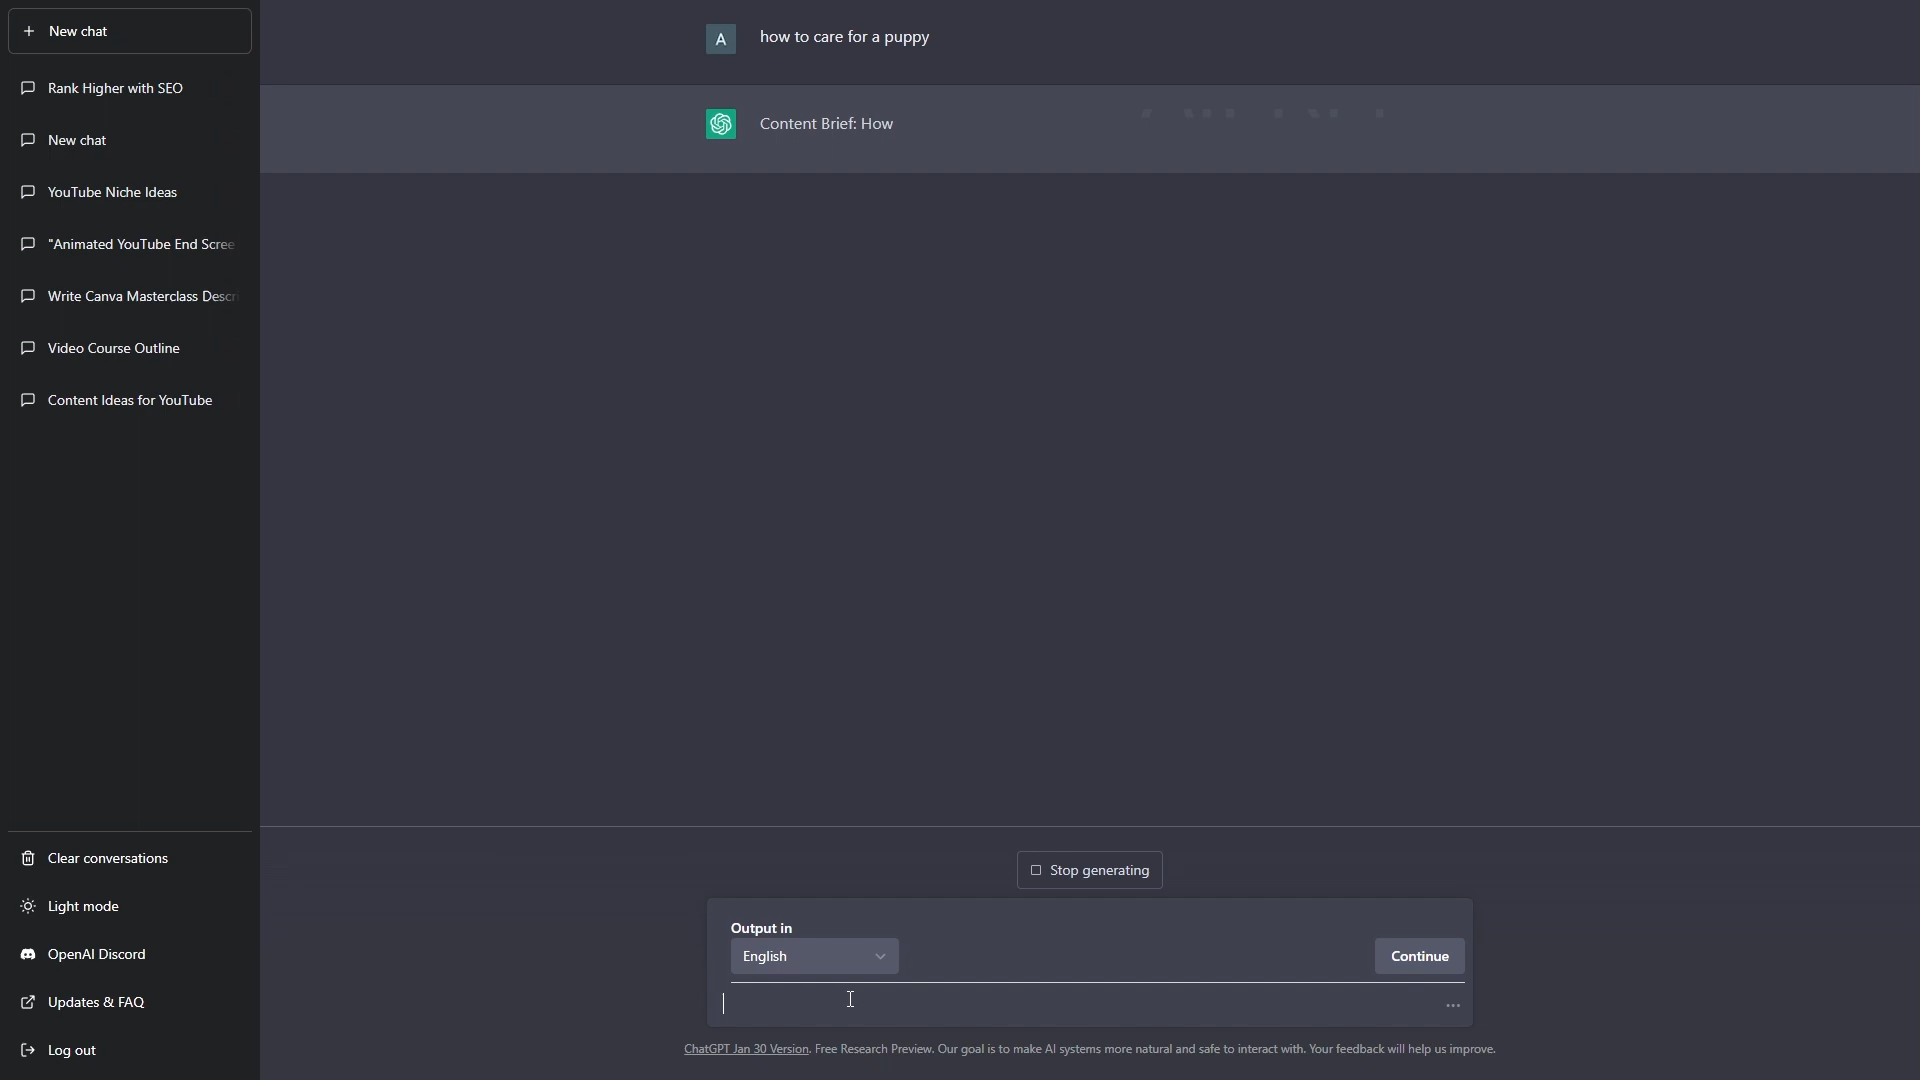 New chat
Rank Higher with SEO
New chat
YouTube Niche Ideas
"Animated YouTube End Scree
Write Canva Masterclass Descr
Video Course Outline
Content Ideas for YouTube
Clear conversations
Light mode
OpenAI Discord
Updates & FAQ
Log out
A
how to care for a puppy
Content Brief: How
Stop generating
Output in
English
Continue
ChatGPT Jan 30 Version. Free Research Preview. Our goal is to make AI systems more natural and safe to interact with. Your feedback will help us improve.